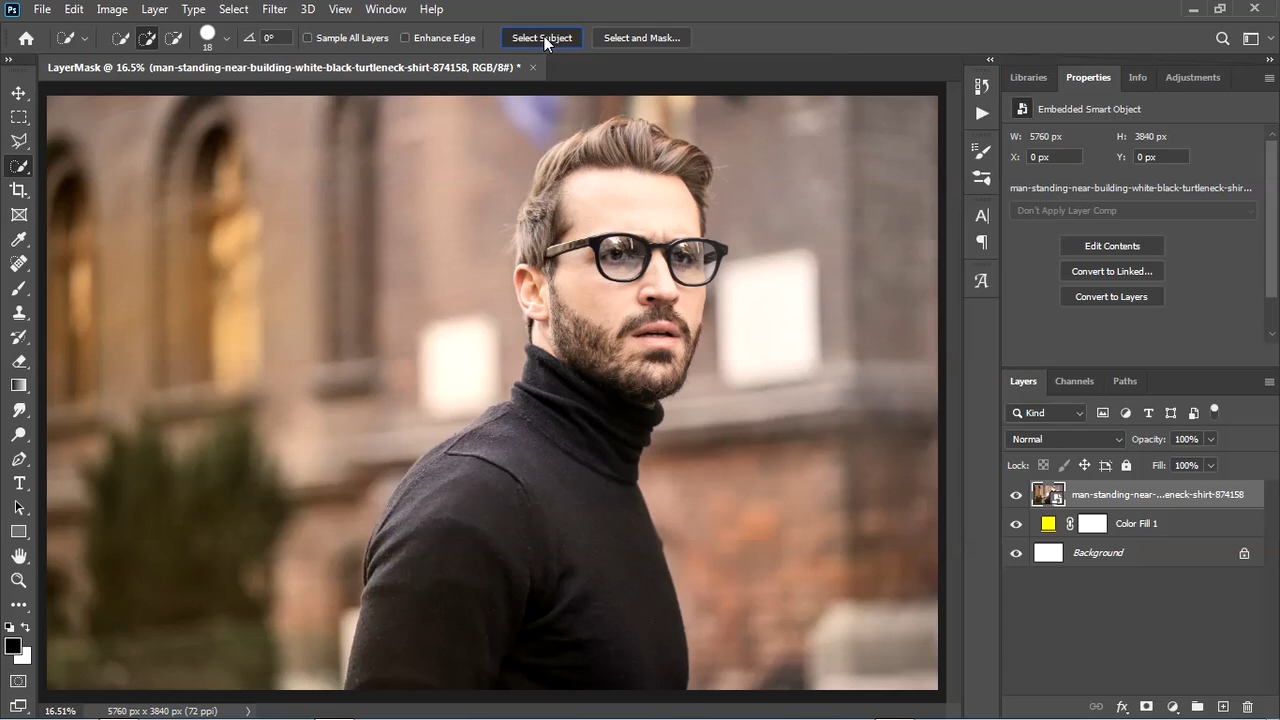 Ps File Edit Image Layer Type Select Filter 3D View Window Help
18 0° Sample All Layers Enhance Edge Select Subject Select and Mask...
LayerMask @ 16.5% (man-standing-near-building-white-black-turtleneck-shirt-874158, RGB/8#) * ×
Libraries Properties Info Adjustments
Embedded Smart Object
W: 5760 px H: 3840 px
X: 0 px Y: 0 px
man-standing-near-building-white-black-turtleneck-shir...
Don't Apply Layer Comp
Edit Contents
Convert to Linked...
Convert to Layers
Layers Channels Paths
Kind
Normal Opacity: 100%
Lock: Fill: 100%
man-standing-near-...eneck-shirt-874158
Color Fill 1
Background
16.51% 5760 px x 3840 px (72 ppi)